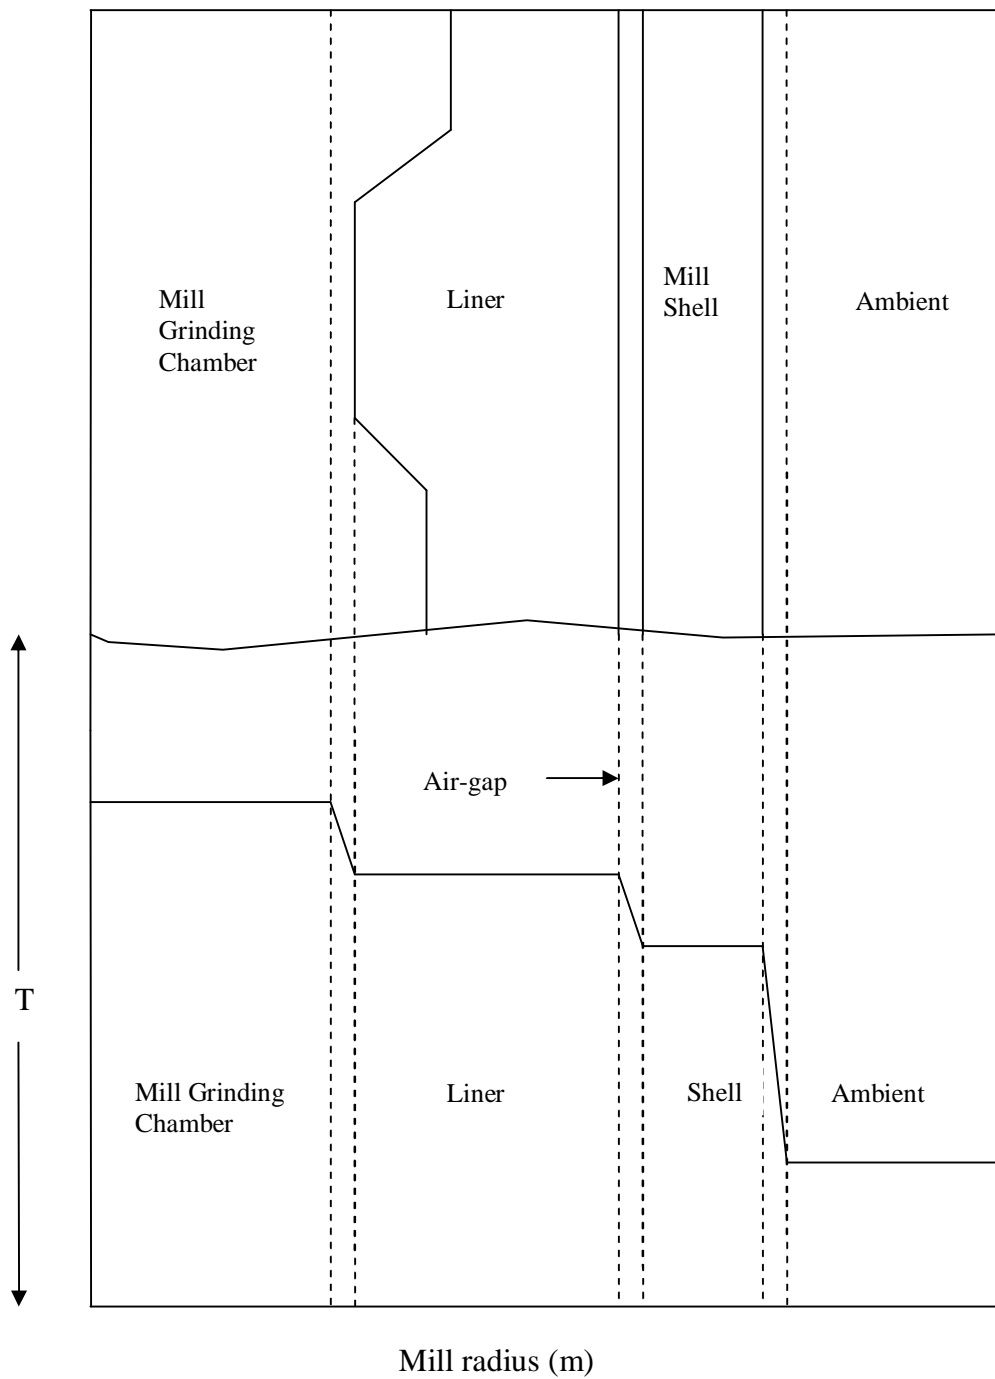 Mill
Grinding
Chamber
Liner
Mill
Shell
Ambient
Air-gap
T
Mill Grinding
Chamber
Liner
Shell
Ambient
Mill radius (m)